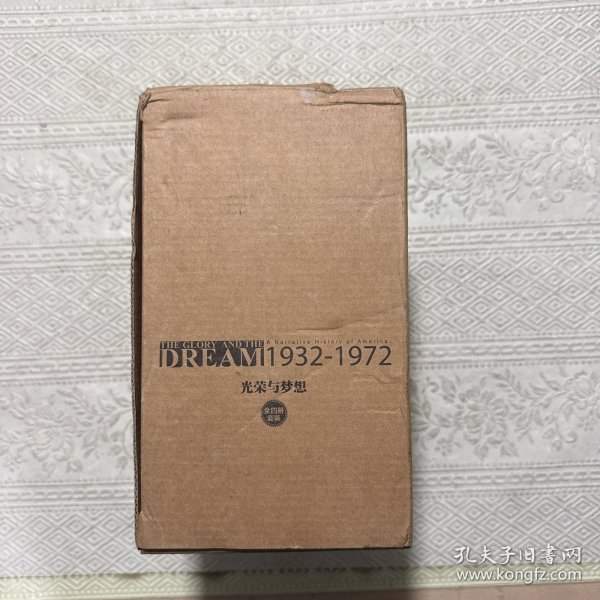 THE GLORY AND THE
DREAM
A Narrative History of America,
1932-1972
光荣与梦想
全四册
套装
孔夫子旧书网
www.kongfz.com